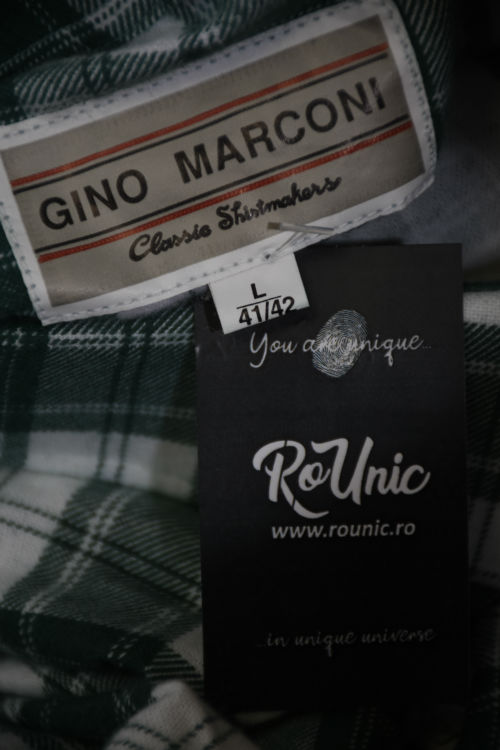 GINO MARCONI
Classic Shirtmakers
L
41/42
You are unique...
RoUnic
www.rounic.ro
...in unique universe